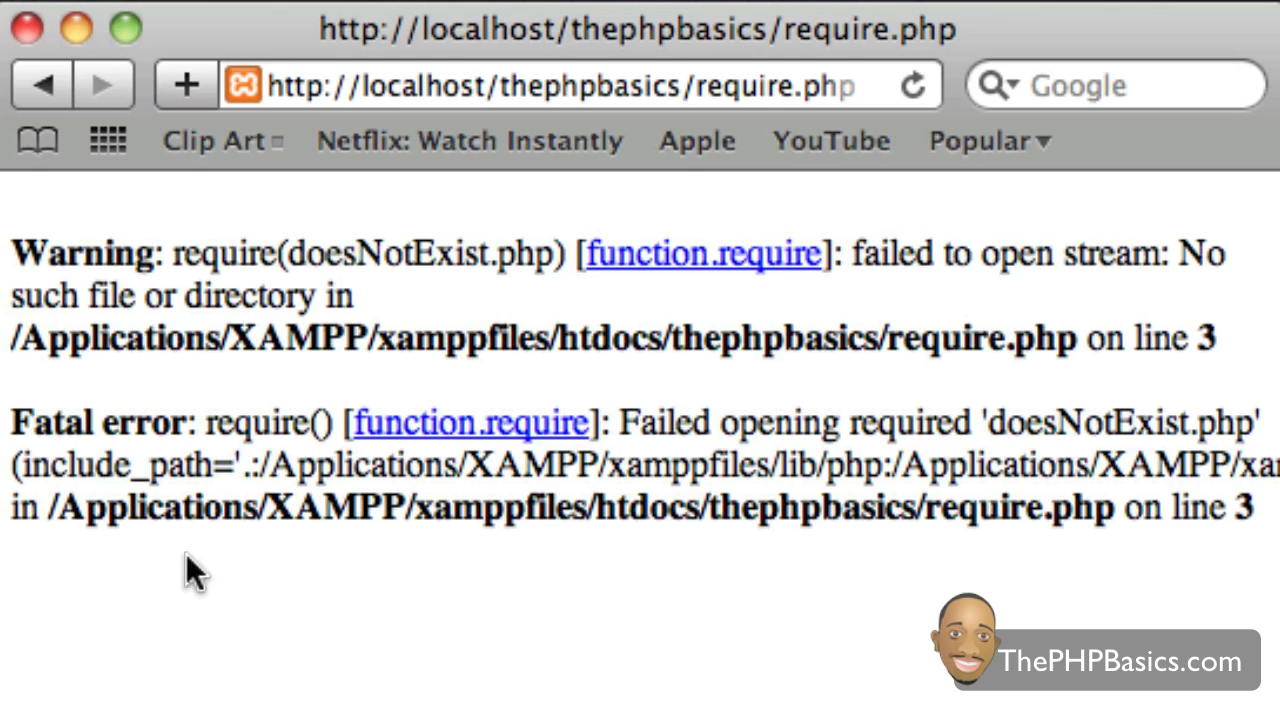 http://localhost/thephpbasics/require.php
http://localhost/thephpbasics/require.php
Google
Clip Art
Netflix: Watch Instantly
Apple
YouTube
Popular
Warning: require(doesNotExist.php) [function.require]: failed to open stream: No
such file or directory in
/Applications/XAMPP/xamppfiles/htdocs/thephpbasics/require.php on line 3
Fatal error: require() [function.require]: Failed opening required 'doesNotExist.php'
(include_path='.:/Applications/XAMPP/xamppfiles/lib/php:/Applications/XAMPP/xa
in /Applications/XAMPP/xamppfiles/htdocs/thephpbasics/require.php on line 3
ThePHPBasics.com